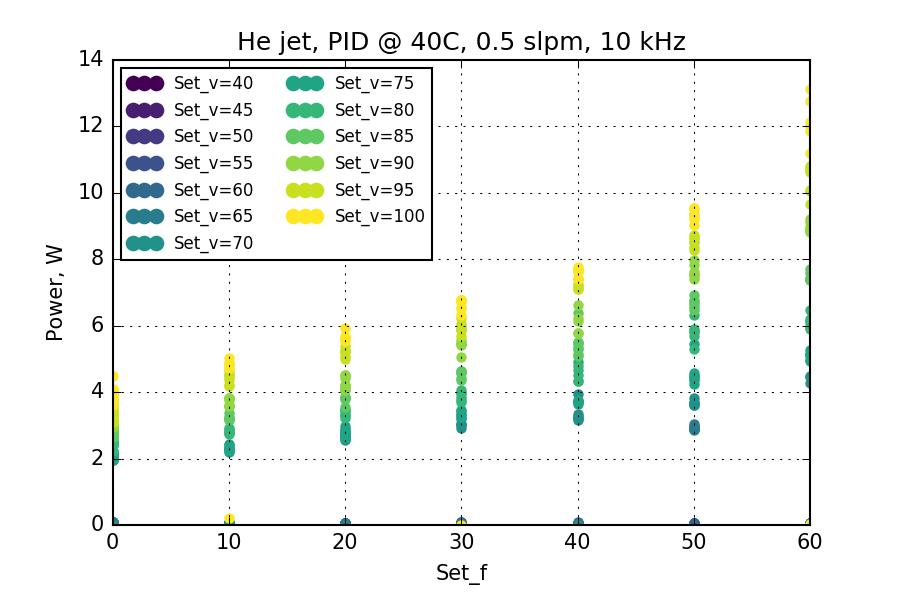 He jet, PID @ 40C, 0.5 slpm, 10 kHz
14
12
10
8
6
4
2
0
Power, W
Set_v=40
Set_v=45
Set_v=50
Set_v=55
Set_v=60
Set_v=65
Set_v=70
Set_v=75
Set_v=80
Set_v=85
Set_v=90
Set_v=95
Set_v=100
0 10 20 30 40 50 60
Set_f